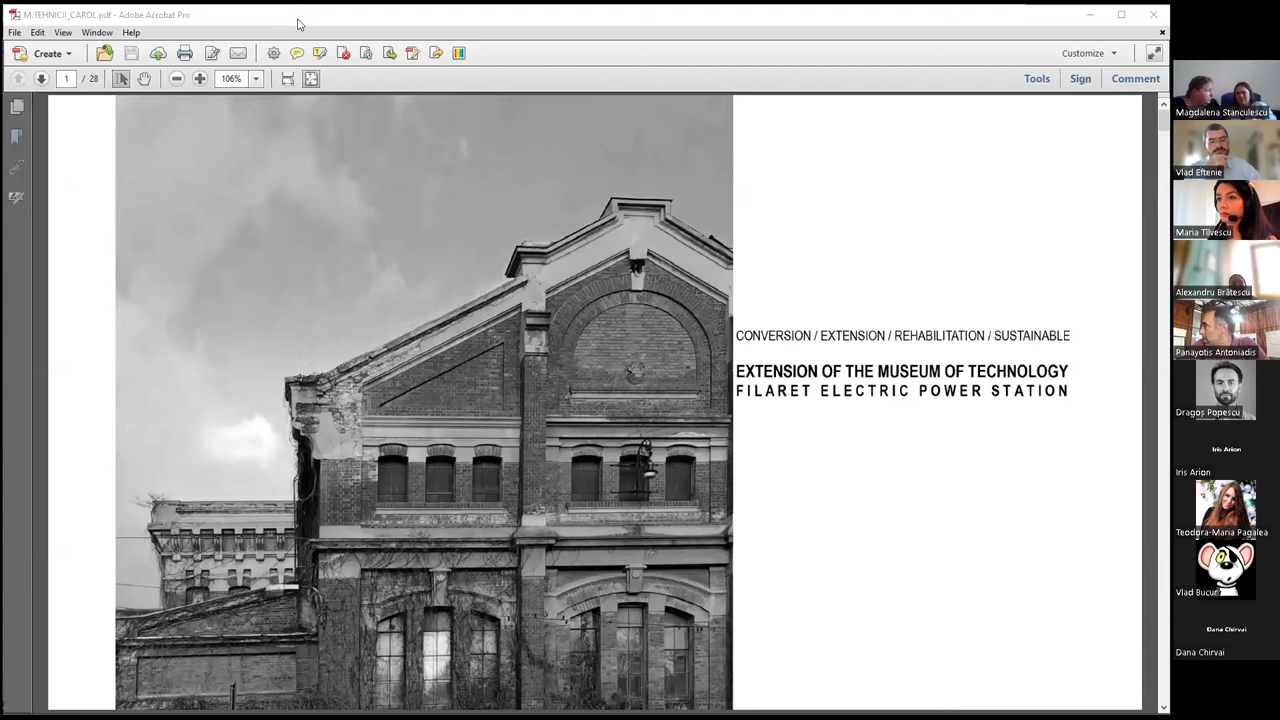 M.TEHNICII_CAROL.pdf - Adobe Acrobat Pro
File Edit View Window Help
Create
Customize
1 / 28
106%
Tools Sign Comment
CONVERSION / EXTENSION / REHABILITATION / SUSTAINABLE
EXTENSION OF THE MUSEUM OF TECHNOLOGY
FILARET ELECTRIC POWER STATION
Magdalena Stanculescu
Vlad Eftenie
Maria Tilvescu
Alexandru Brătescu
Panayotis Antoniadis
Dragoș Popescu
Iris Arion
Iris Arion
Teodora-Maria Pagalea
Vlad Bucur
Dana Chirvai
Dana Chirvai